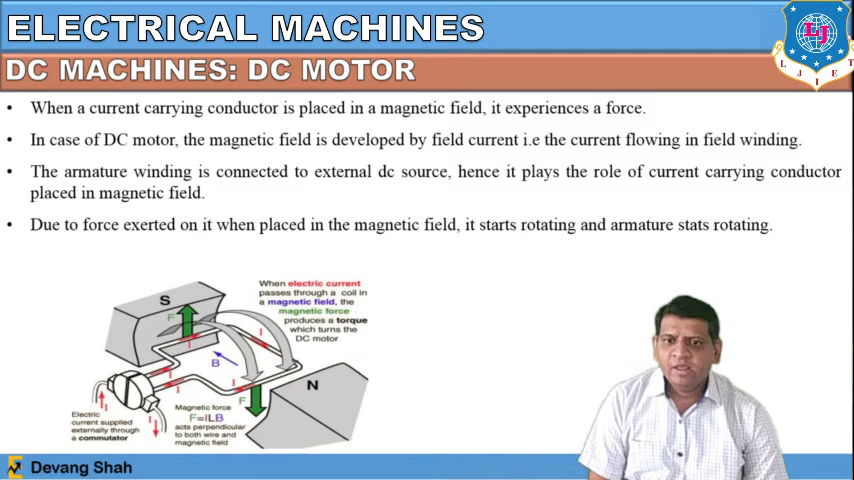 ELECTRICAL MACHINES
DC MACHINES: DC MOTOR
LJ
L J I E T
• When a current carrying conductor is placed in a magnetic field, it experiences a force.
• In case of DC motor, the magnetic field is developed by field current i.e the current flowing in field winding.
• The armature winding is connected to external dc source, hence it plays the role of current carrying conductor
placed in magnetic field.
• Due to force exerted on it when placed in the magnetic field, it starts rotating and armature stats rotating.
S
F
I
I
When electric current
passes through a coil in
a magnetic field, the
magnetic force
produces a torque
which turns the
DC motor
B
I
I
I
F
N
I
I
Electric
current supplied
externally through
a commutator
Magnetic force
F=ILB
acts perpendicular
to both wire and
magnetic field
Devang Shah